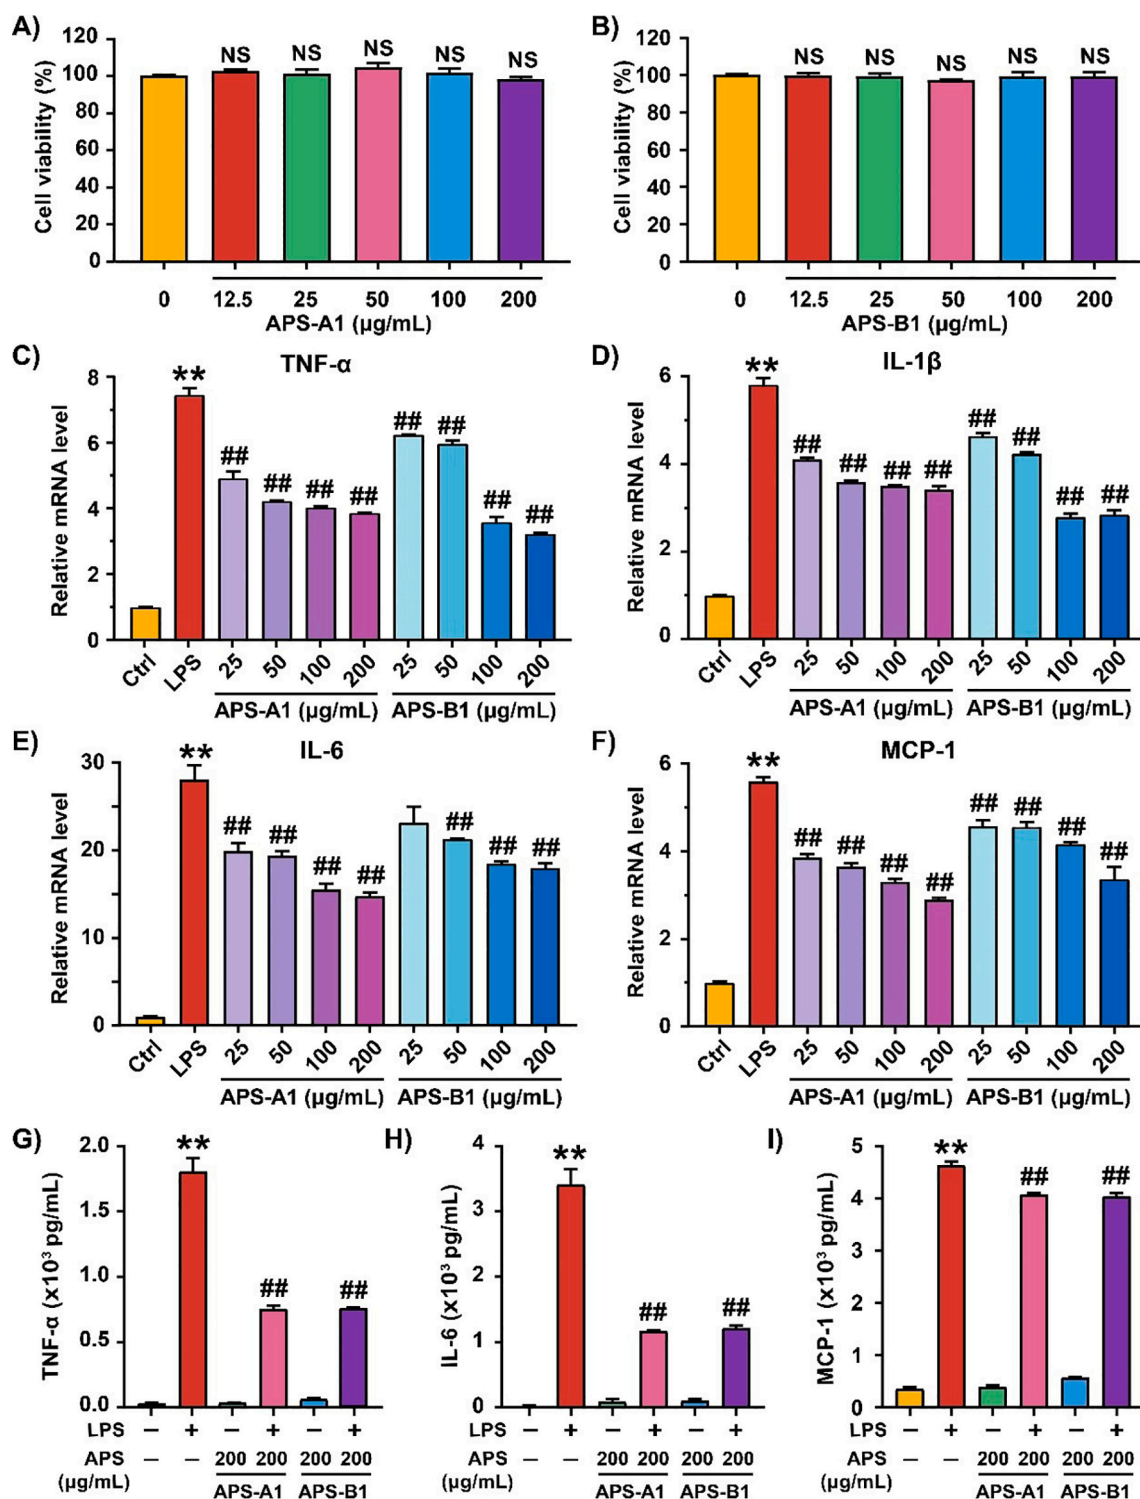 A)
Cell viability (%)
120
100
80
60
40
20
0
NS NS NS NS NS
0 12.5 25 50 100 200
APS-A1 (µg/mL)
B)
Cell viability (%)
120
100
80
60
40
20
0
NS NS NS NS NS
0 12.5 25 50 100 200
APS-B1 (µg/mL)
C)
TNF-α
Relative mRNA level
8
6
4
2
0
** ## ## ## ## ## ## ## ##
Ctrl LPS 25 50 100 200 25 50 100 200
APS-A1 (µg/mL) APS-B1 (µg/mL)
D)
IL-1β
Relative mRNA level
6
4
2
0
** ## ## ## ## ## ## ## ##
Ctrl LPS 25 50 100 200 25 50 100 200
APS-A1 (µg/mL) APS-B1 (µg/mL)
E)
IL-6
Relative mRNA level
30
20
10
0
** ## ## ## ## ## ## ##
Ctrl LPS 25 50 100 200 25 50 100 200
APS-A1 (µg/mL) APS-B1 (µg/mL)
F)
MCP-1
Relative mRNA level
6
4
2
0
** ## ## ## ## ## ## ## ##
Ctrl LPS 25 50 100 200 25 50 100 200
APS-A1 (µg/mL) APS-B1 (µg/mL)
G)
TNF-α (x10³ pg/mL)
2.0
1.5
1.0
0.5
0.0
** ## ##
LPS – + – + – +
APS – – 200 200 200 200
(µg/mL) APS-A1 APS-B1
H)
IL-6 (x10³ pg/mL)
4
3
2
1
0
** ## ##
LPS – + – + – +
APS – – 200 200 200 200
(µg/mL) APS-A1 APS-B1
I)
MCP-1 (x10³ pg/mL)
5
4
3
2
1
0
** ## ##
LPS – + – + – +
APS – – 200 200 200 200
(µg/mL) APS-A1 APS-B1